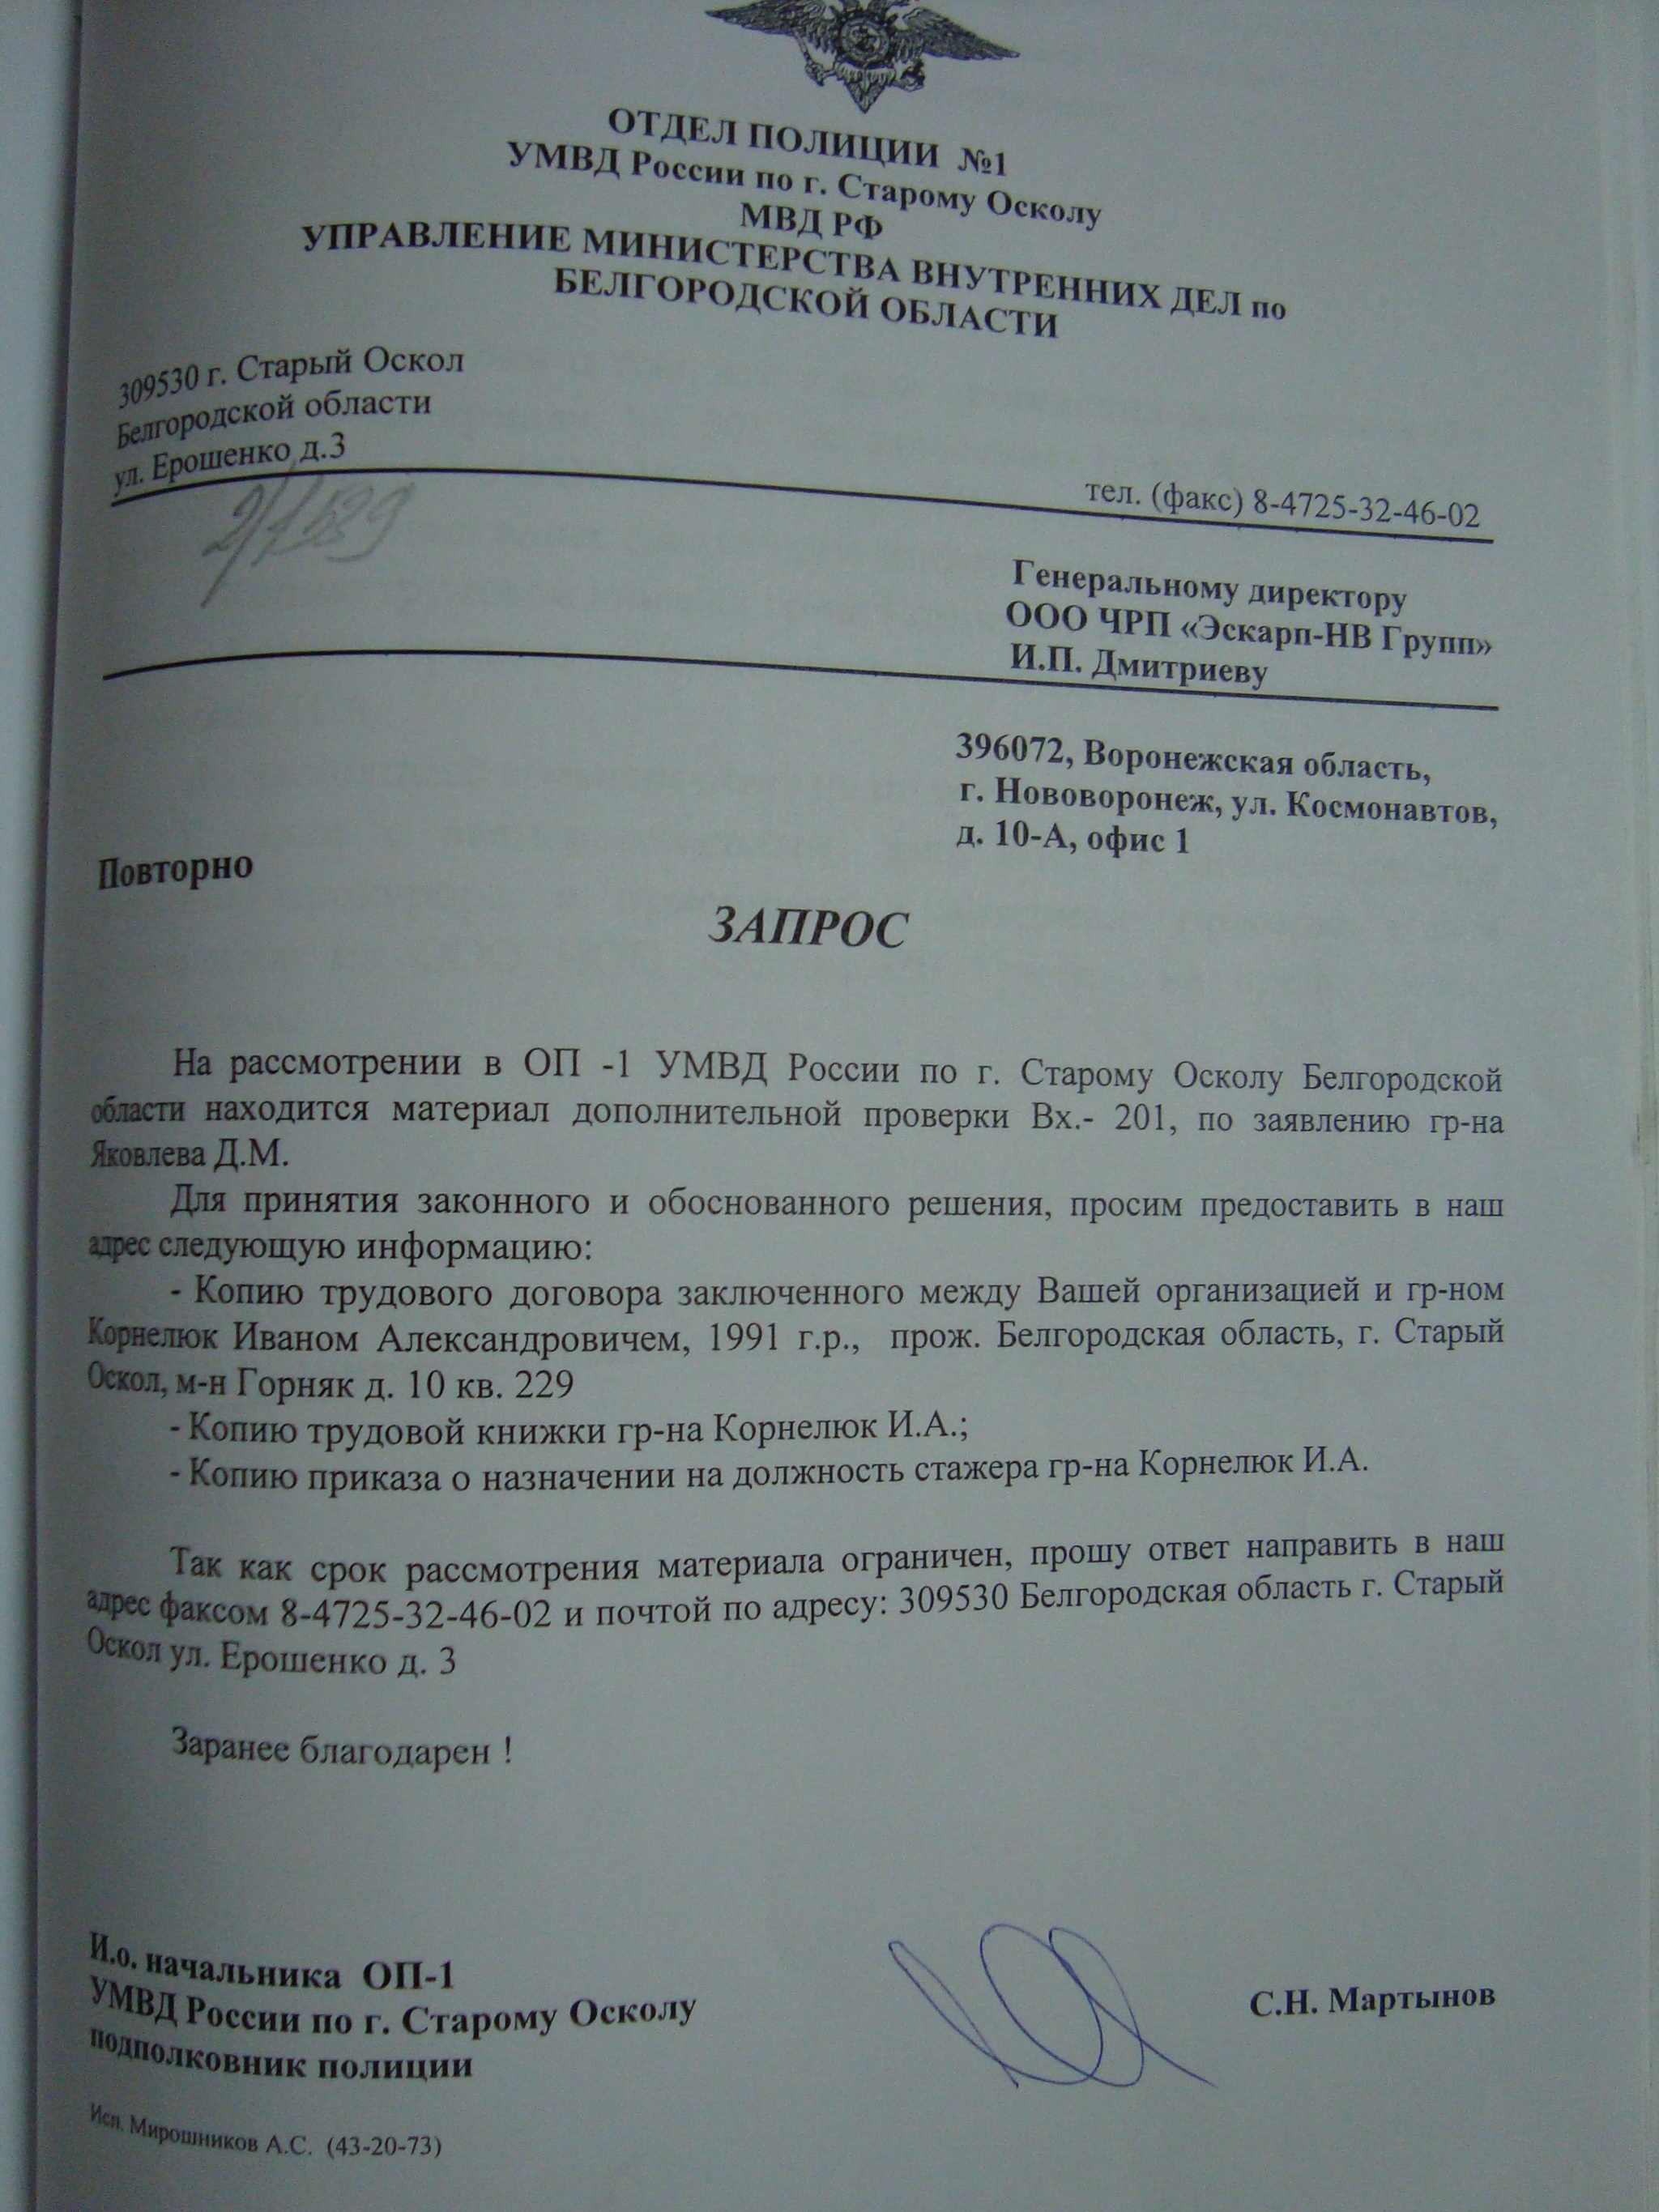 ОТДЕЛ ПОЛИЦИИ №1
УМВД России по г. Старому Осколу
МВД РФ
УПРАВЛЕНИЕ МИНИСТЕРСТВА ВНУТРЕННИХ ДЕЛ по
БЕЛГОРОДСКОЙ ОБЛАСТИ
309530 г. Старый Оскол
Белгородской области
ул. Ерошенко д.3
тел. (факс) 8-4725-32-46-02
Генеральному директору
ООО ЧРП «Эскарп-НВ Групп»
И.П. Дмитриеву
396072, Воронежская область,
г. Нововоронеж, ул. Космонавтов,
д. 10-А, офис 1
Повторно
ЗАПРОС
На рассмотрении в ОП -1 УМВД России по г. Старому Осколу Белгородской
области находится материал дополнительной проверки Вх.- 201, по заявлению гр-на
Яковлева Д.М.
Для принятия законного и обоснованного решения, просим предоставить в наш
адрес следующую информацию:
- Копию трудового договора заключенного между Вашей организацией и гр-ном
Корнелюк Иваном Александровичем, 1991 г.р., прож. Белгородская область, г. Старый
Оскол, м-н Горняк д. 10 кв. 229
- Копию трудовой книжки гр-на Корнелюк И.А.;
- Копию приказа о назначении на должность стажера гр-на Корнелюк И.А.
Так как срок рассмотрения материала ограничен, прошу ответ направить в наш
адрес факсом 8-4725-32-46-02 и почтой по адресу: 309530 Белгородская область г. Старый
Оскол ул. Ерошенко д. 3
Заранее благодарен !
И.о. начальника ОП-1
УМВД России по г. Старому Осколу
подполковник полиции
С.Н. Мартынов
Исп. Мирошников А.С. (43-20-73)